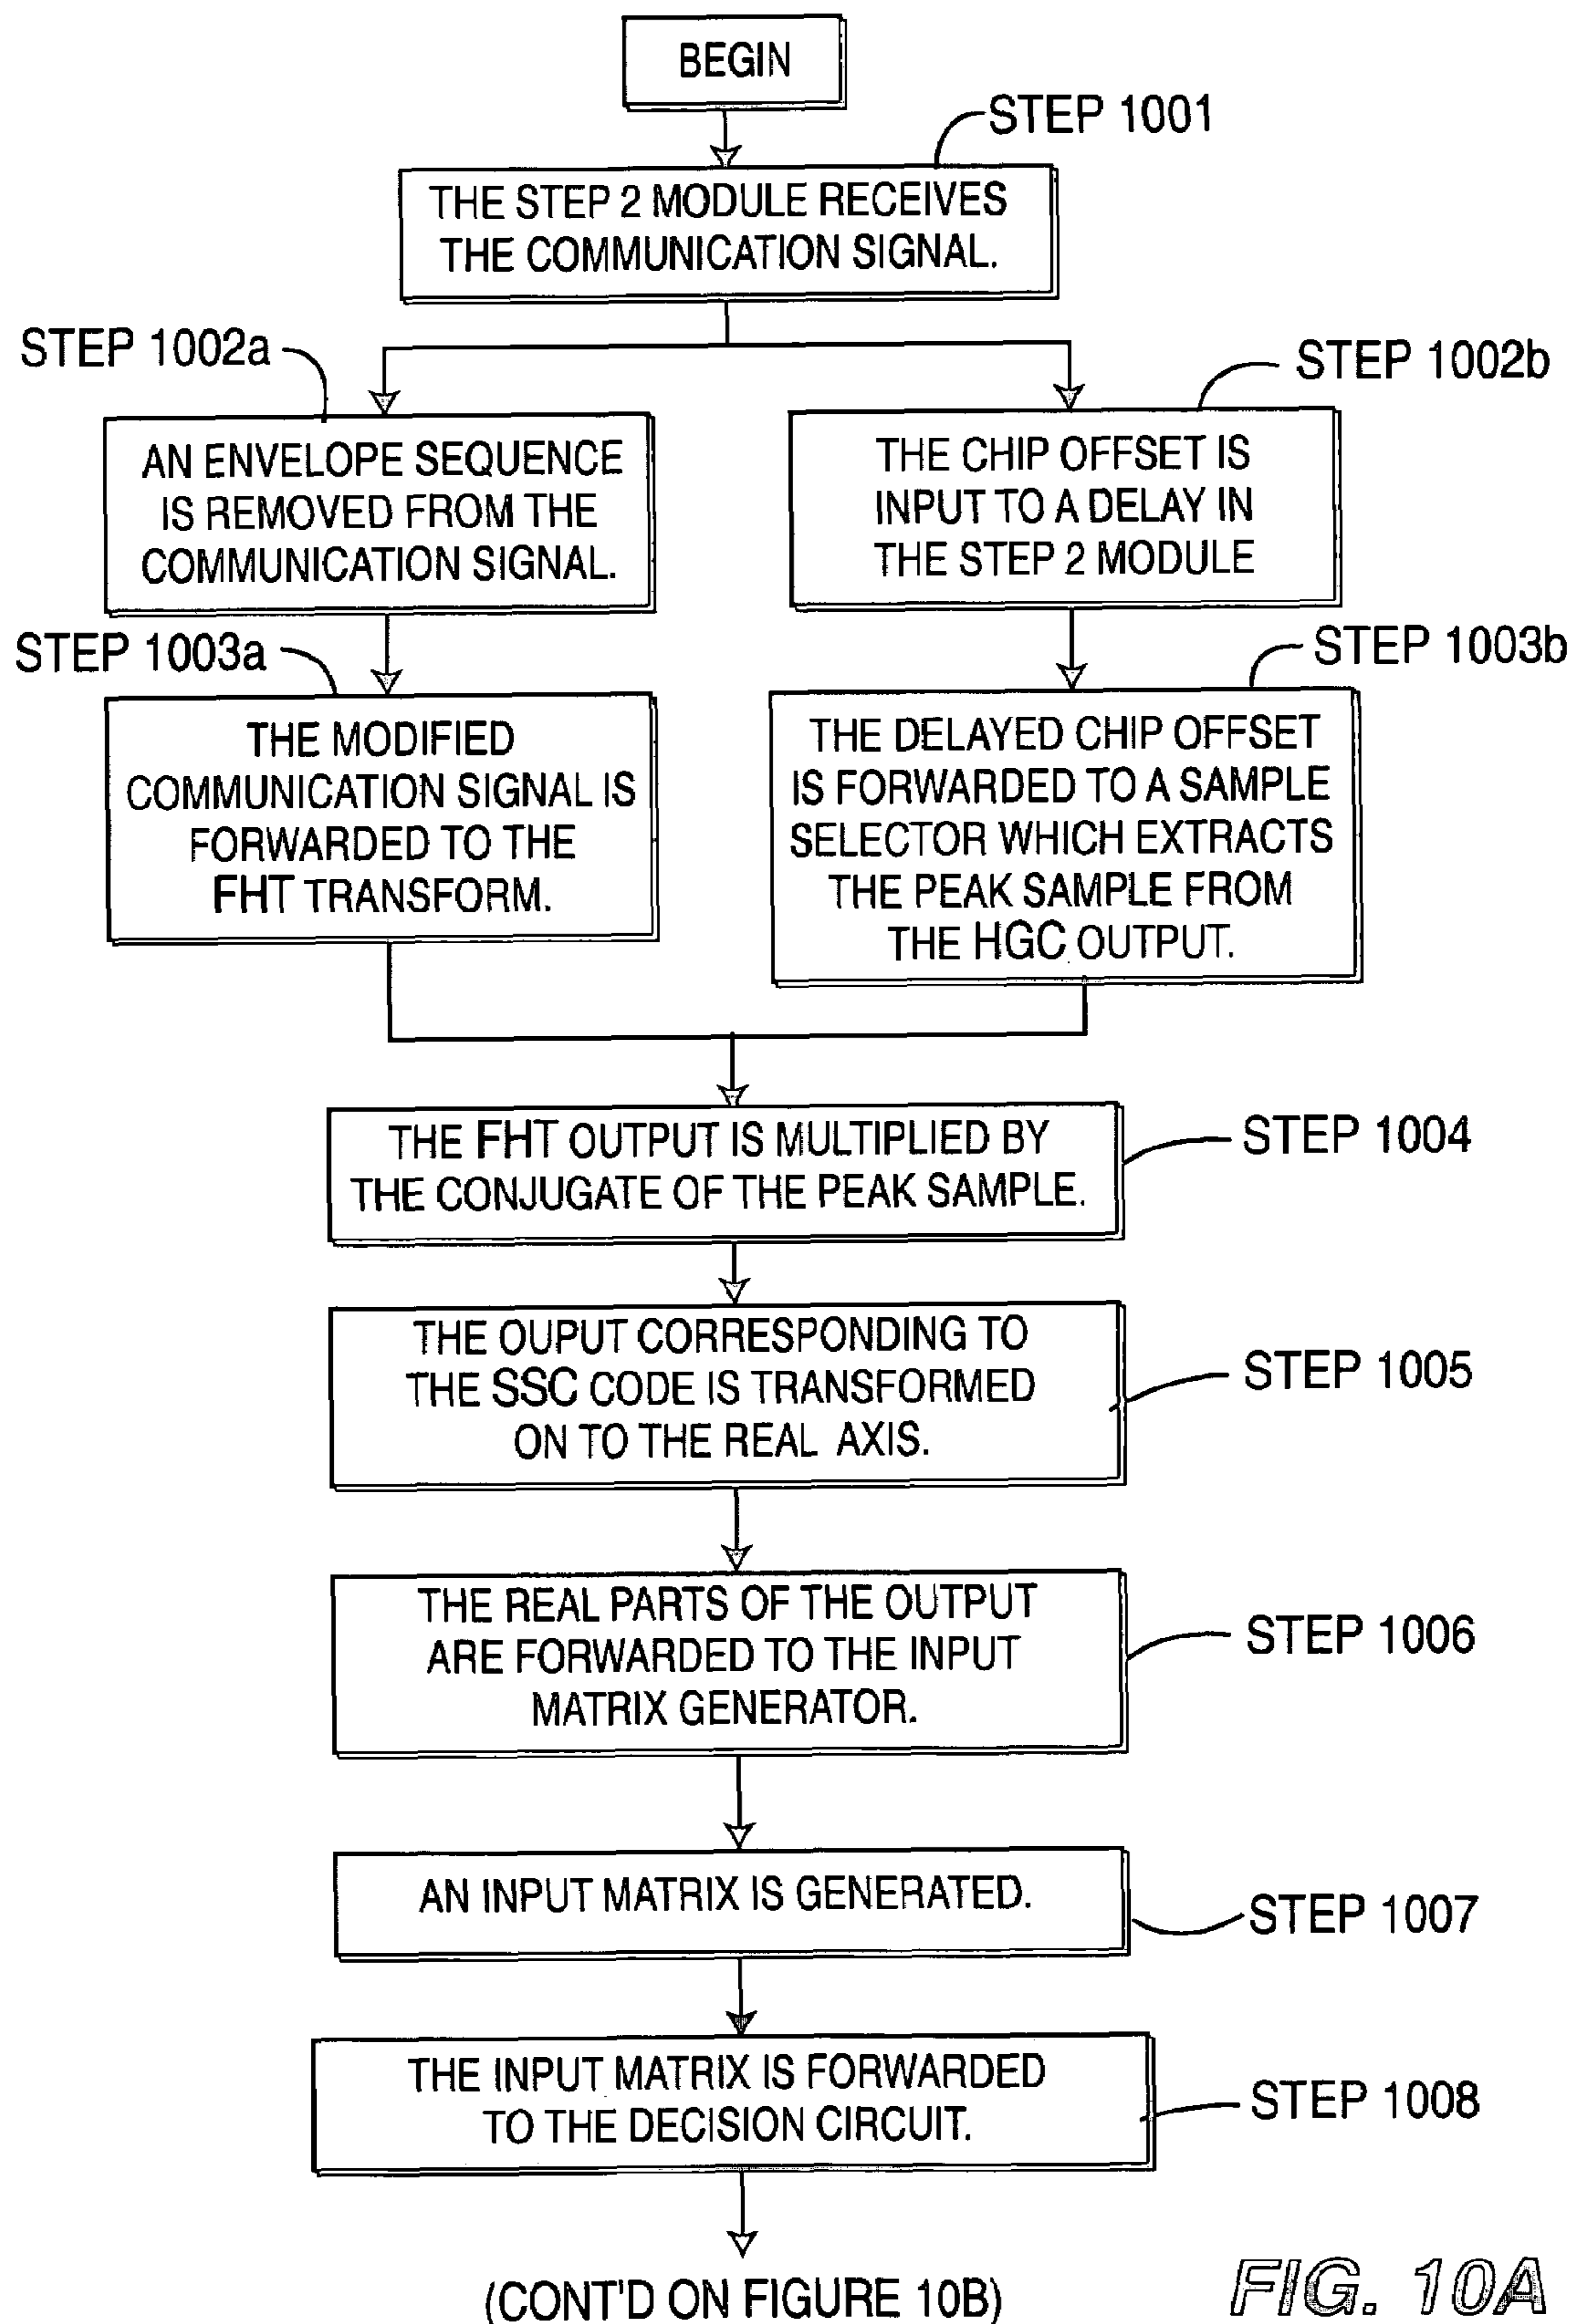 BEGIN
STEP 1001
THE STEP 2 MODULE RECEIVES
THE COMMUNICATION SIGNAL.
STEP 1002a
AN ENVELOPE SEQUENCE
IS REMOVED FROM THE
COMMUNICATION SIGNAL.
STEP 1002b
THE CHIP OFFSET IS
INPUT TO A DELAY IN
THE STEP 2 MODULE
STEP 1003a
THE MODIFIED
COMMUNICATION SIGNAL IS
FORWARDED TO THE
FHT TRANSFORM.
STEP 1003b
THE DELAYED CHIP OFFSET
IS FORWARDED TO A SAMPLE
SELECTOR WHICH EXTRACTS
THE PEAK SAMPLE FROM
THE HGC OUTPUT.
THE FHT OUTPUT IS MULTIPLIED BY
THE CONJUGATE OF THE PEAK SAMPLE.
STEP 1004
THE OUPUT CORRESPONDING TO
THE SSC CODE IS TRANSFORMED
ON TO THE REAL AXIS.
STEP 1005
THE REAL PARTS OF THE OUTPUT
ARE FORWARDED TO THE INPUT
MATRIX GENERATOR.
STEP 1006
AN INPUT MATRIX IS GENERATED.
STEP 1007
THE INPUT MATRIX IS FORWARDED
TO THE DECISION CIRCUIT.
STEP 1008
(CONT'D ON FIGURE 10B)
FIG. 10A